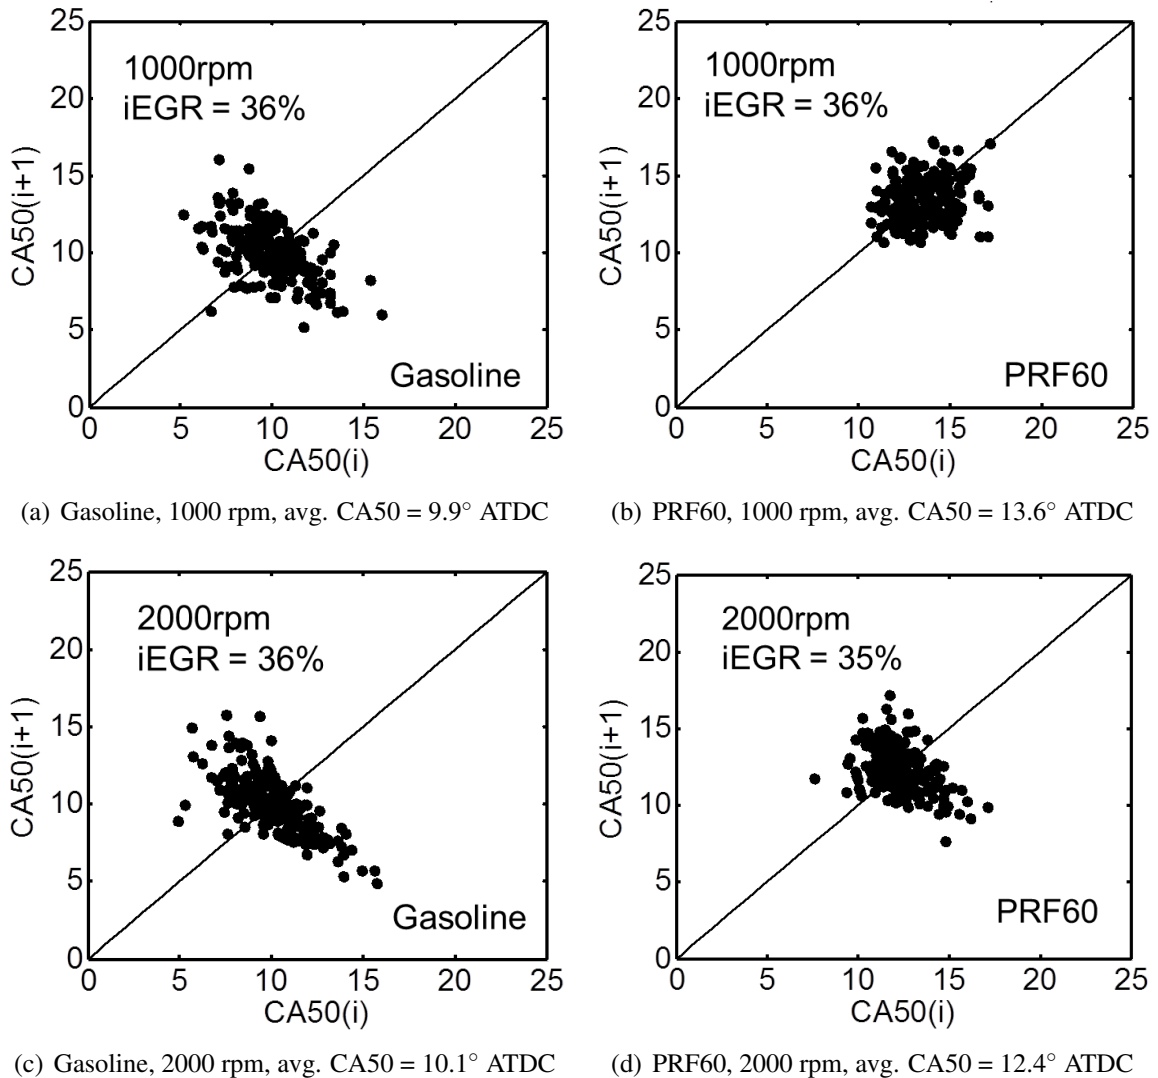 25
20
15
10
5
0
CA50(i+1)
1000rpm
iEGR = 36%
Gasoline
0 5 10 15 20 25
CA50(i)
(a) Gasoline, 1000 rpm, avg. CA50 = 9.9° ATDC
25
20
15
10
5
0
CA50(i+1)
1000rpm
iEGR = 36%
PRF60
0 5 10 15 20 25
CA50(i)
(b) PRF60, 1000 rpm, avg. CA50 = 13.6° ATDC
25
20
15
10
5
0
CA50(i+1)
2000rpm
iEGR = 36%
Gasoline
0 5 10 15 20 25
CA50(i)
(c) Gasoline, 2000 rpm, avg. CA50 = 10.1° ATDC
25
20
15
10
5
0
CA50(i+1)
2000rpm
iEGR = 35%
PRF60
0 5 10 15 20 25
CA50(i)
(d) PRF60, 2000 rpm, avg. CA50 = 12.4° ATDC